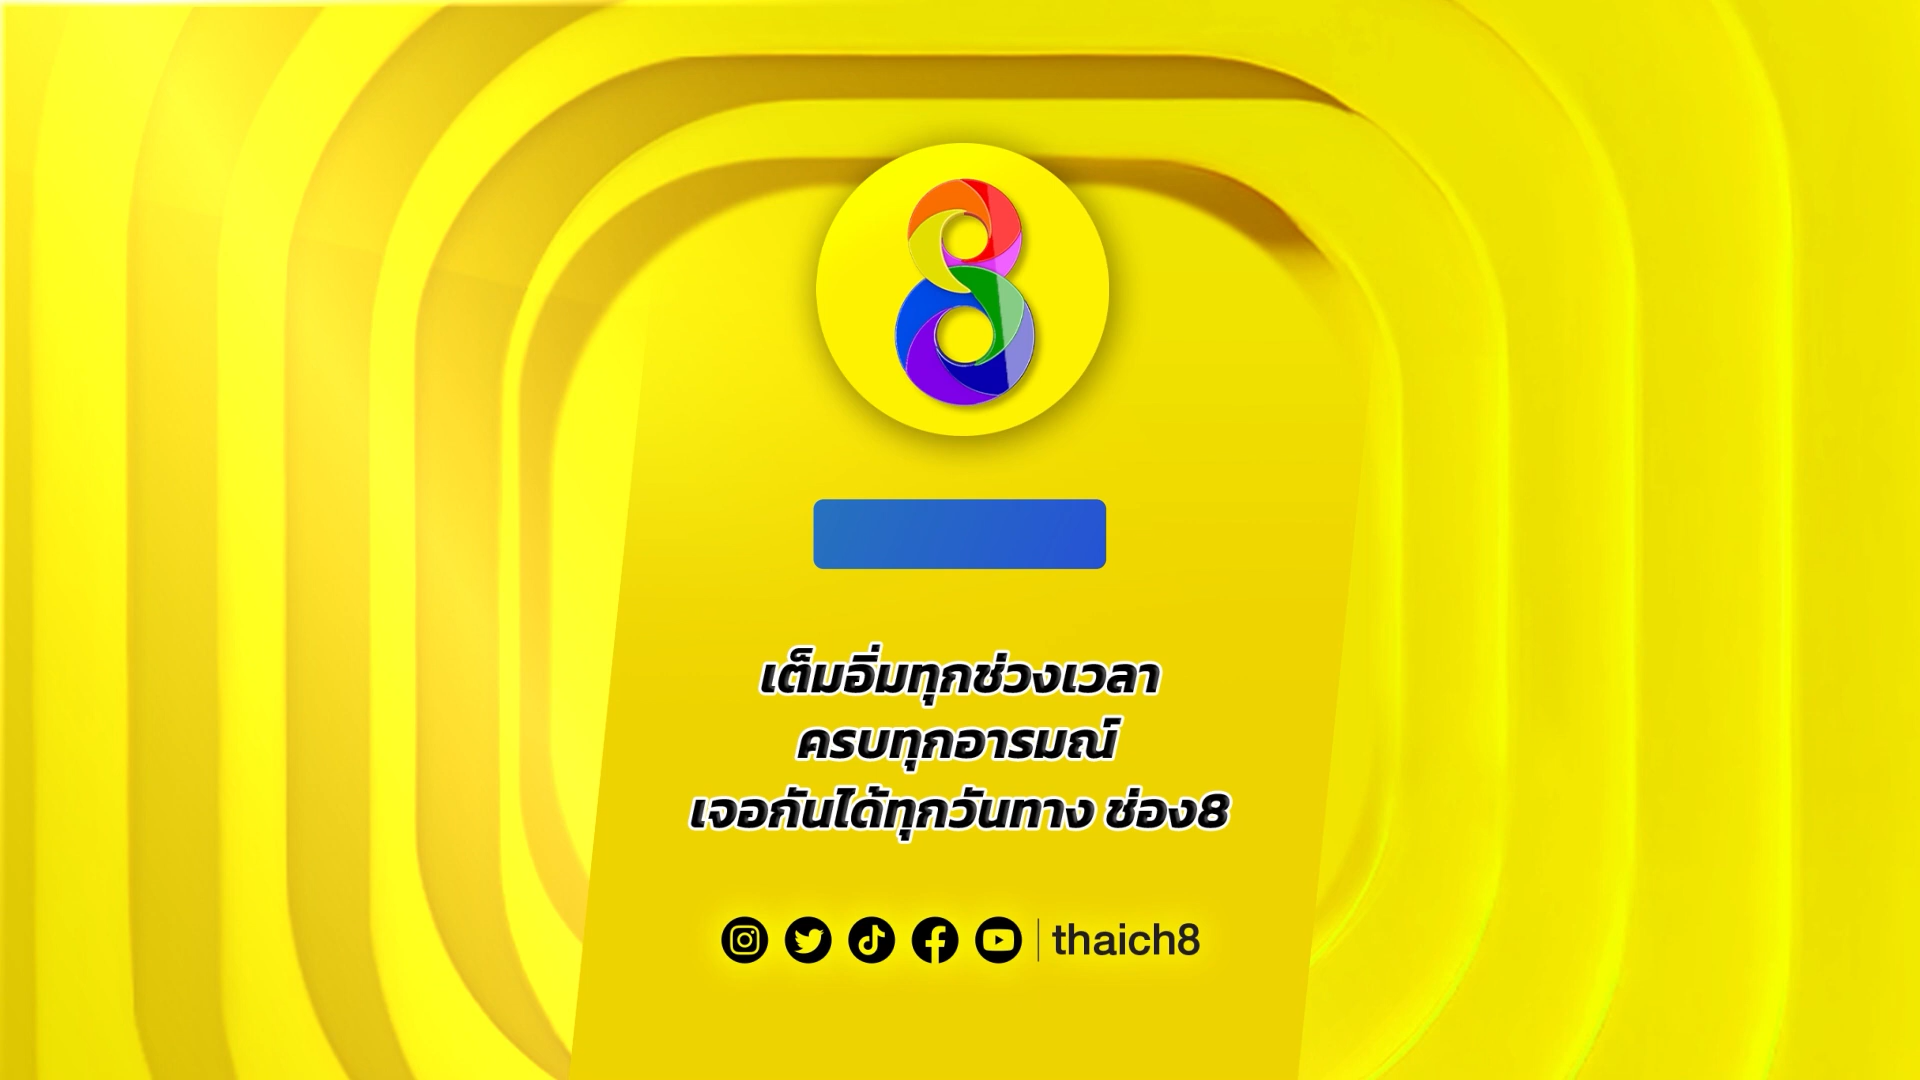 8
เต็มอิ่มทุกช่วงเวลา
ครบทุกอารมณ์
เจอกันได้ทุกวันทาง ช่อง8
thaich8